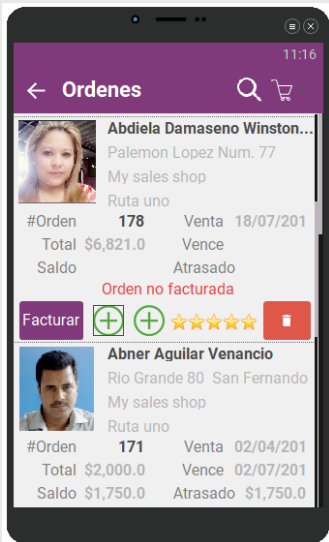 11:16
Ordenes
Abdiela Damaseno Winston...
Palemon Lopez Num. 77
My sales shop
Ruta uno
#Orden 178 Venta 18/07/201
Total $6,821.0 Vence
Saldo Atrasado
Orden no facturada
Facturar
Abner Aguilar Venancio
Rio Grande 80 San Fernando
My sales shop
Ruta uno
#Orden 171 Venta 02/04/201
Total $2,000.0 Vence 02/07/201
Saldo $1,750.0 Atrasado $1,750.0